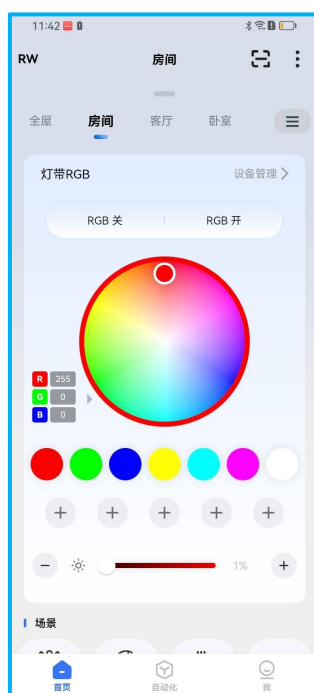 11:42
RW 房间
全屋 房间 客厅 卧室
灯带RGB 设备管理
RGB 关 RGB 开
R 255
G 0
B 0
1%
场景
首页 自动化 我